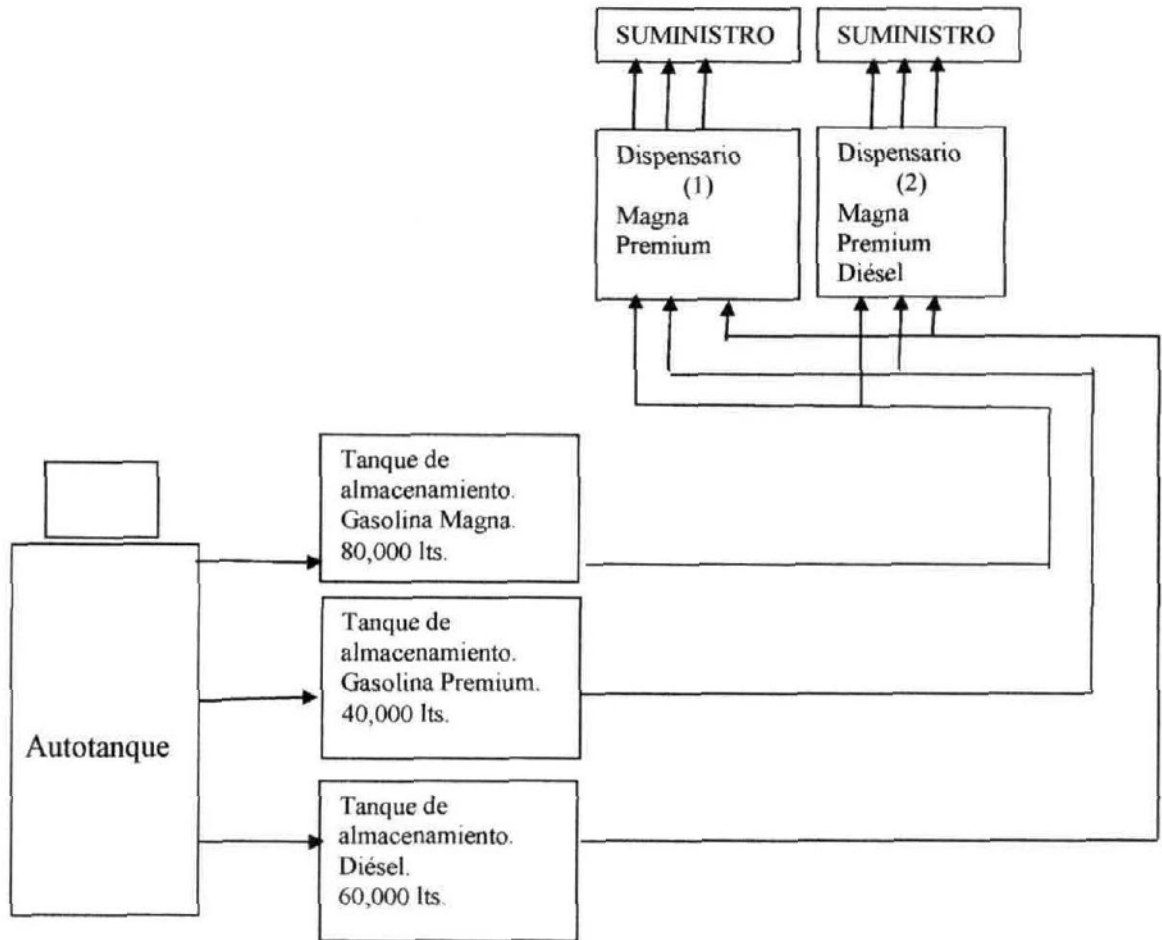 SUMINISTRO
SUMINISTRO
Dispensario
(1)
Magna
Premium
Dispensario
(2)
Magna
Premium
Diésel
Tanque de
almacenamiento.
Gasolina Magna.
80,000 lts.
Tanque de
almacenamiento.
Gasolina Premium.
40,000 lts.
Autotanque
Tanque de
almacenamiento.
Diésel.
60,000 lts.